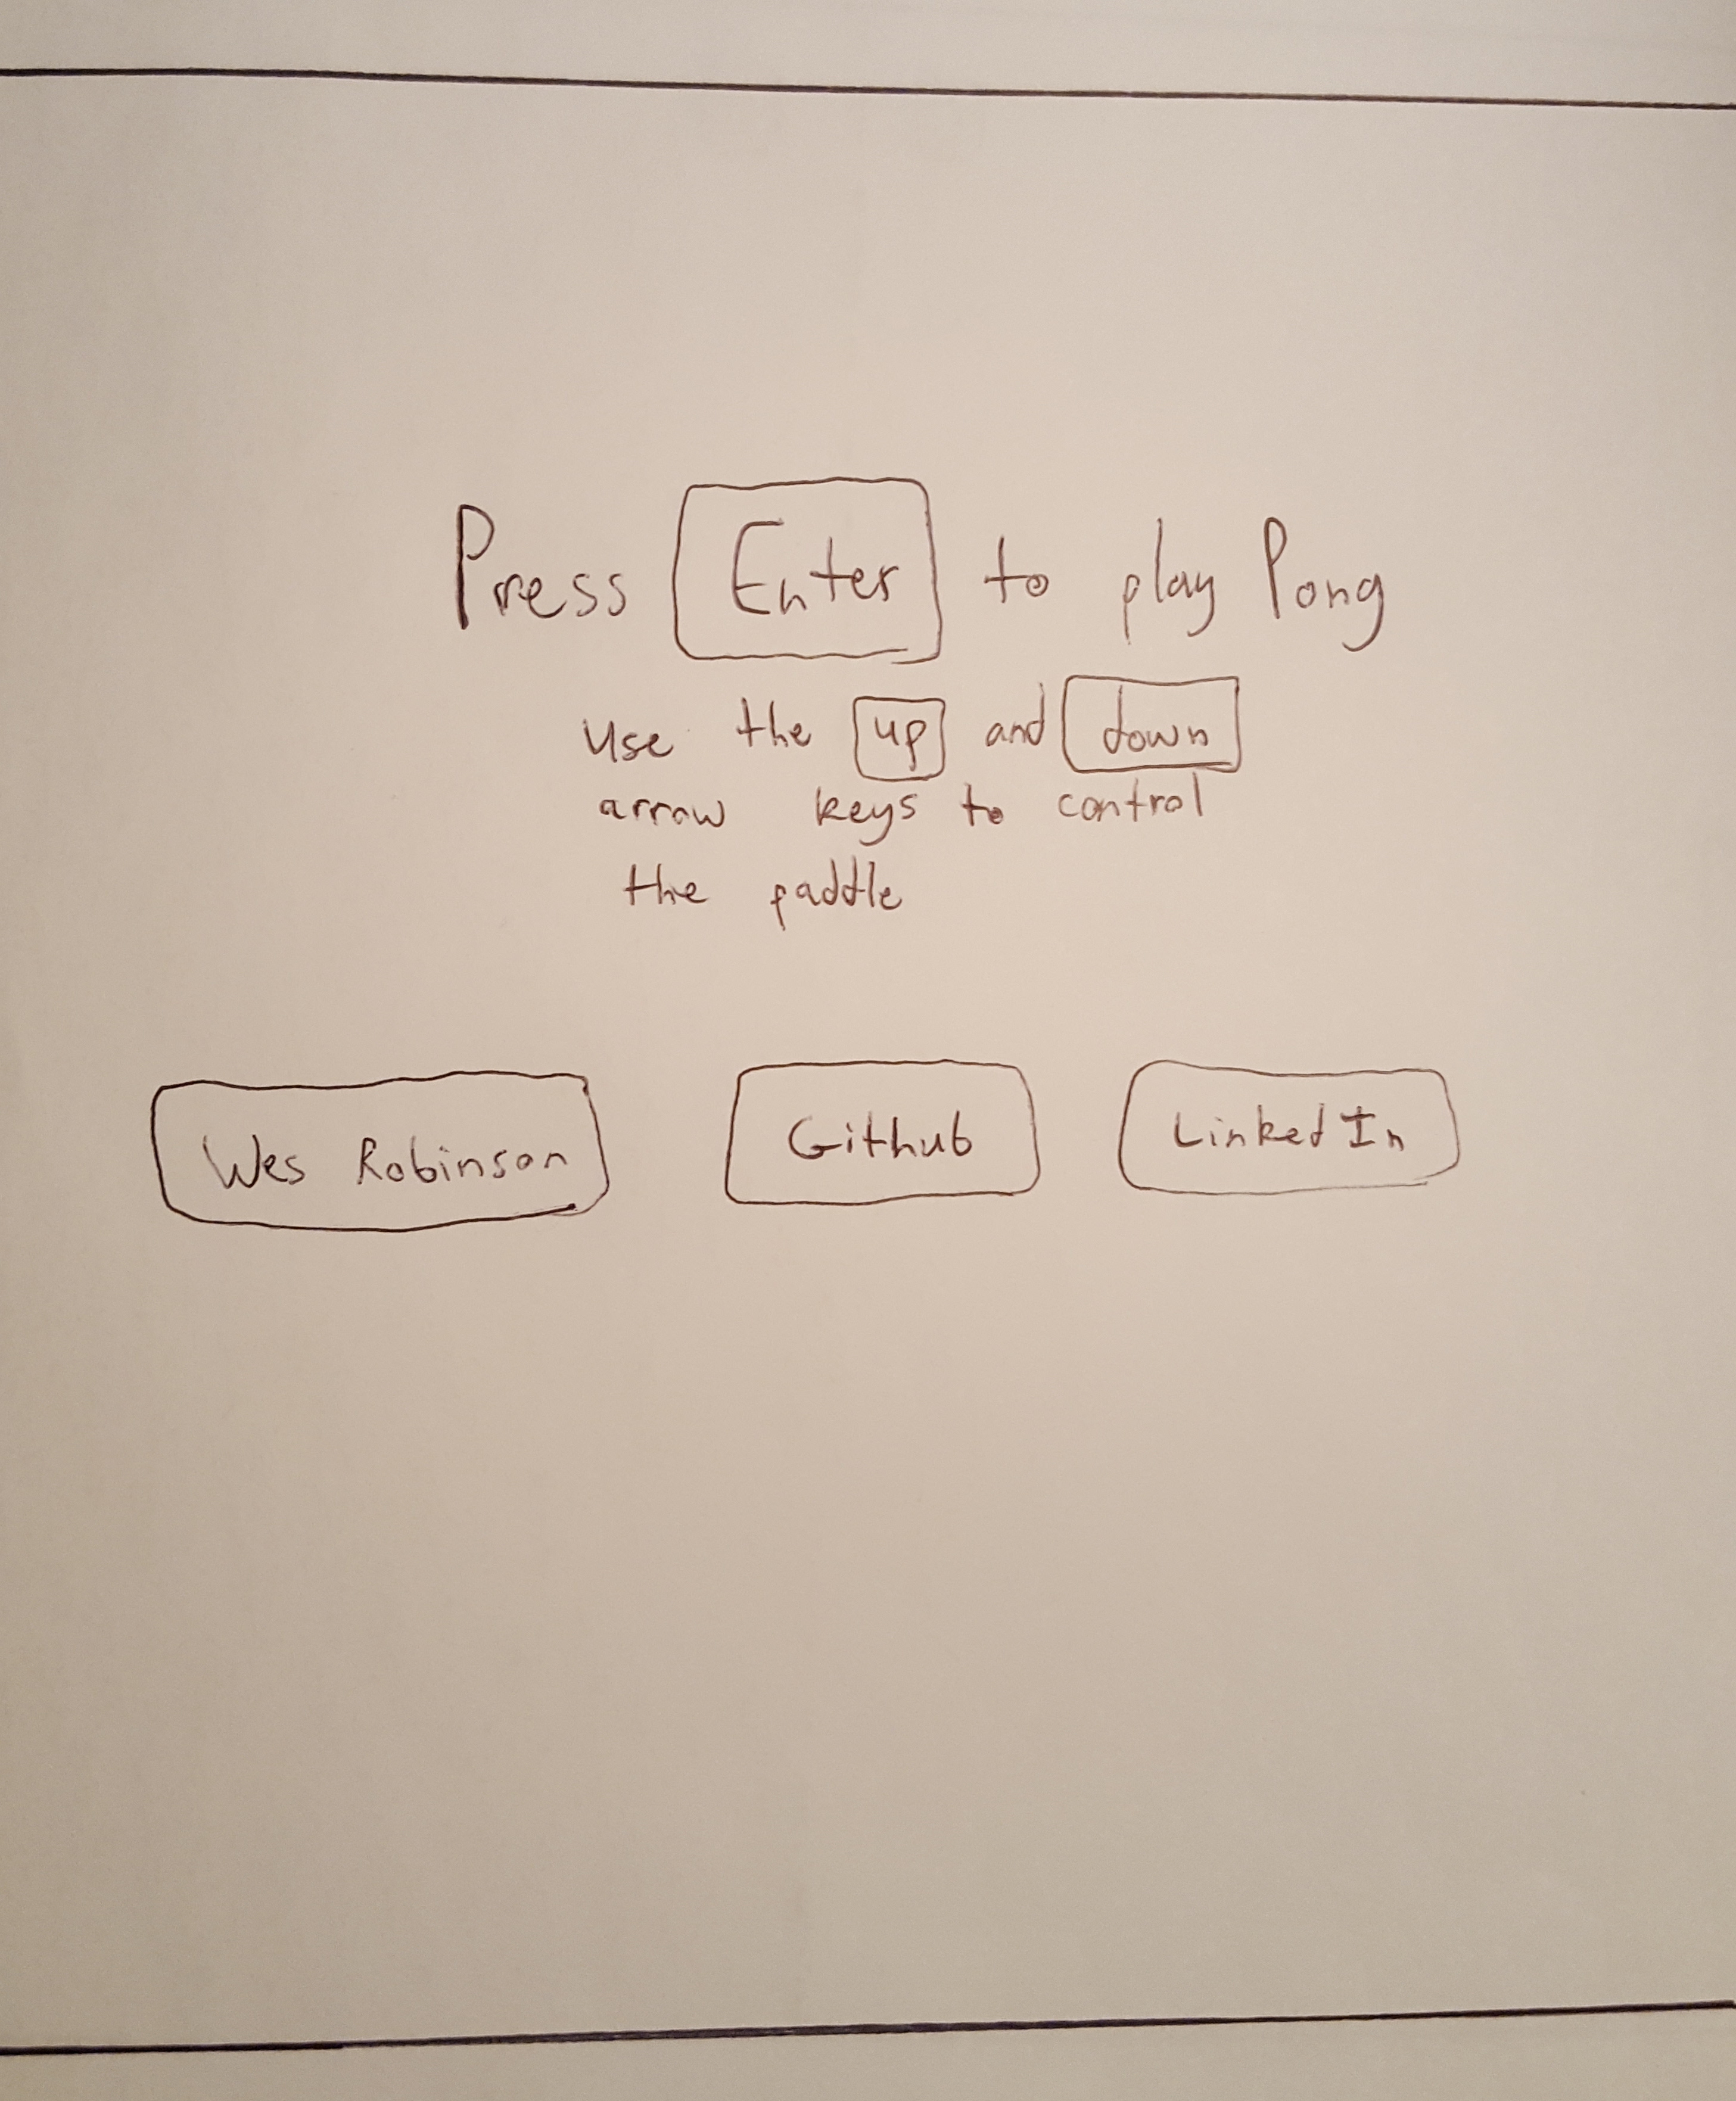 Press Enter to play Pong
Use the up and down
arrow keys to control
the paddle
Wes Robinson Github LinkedIn